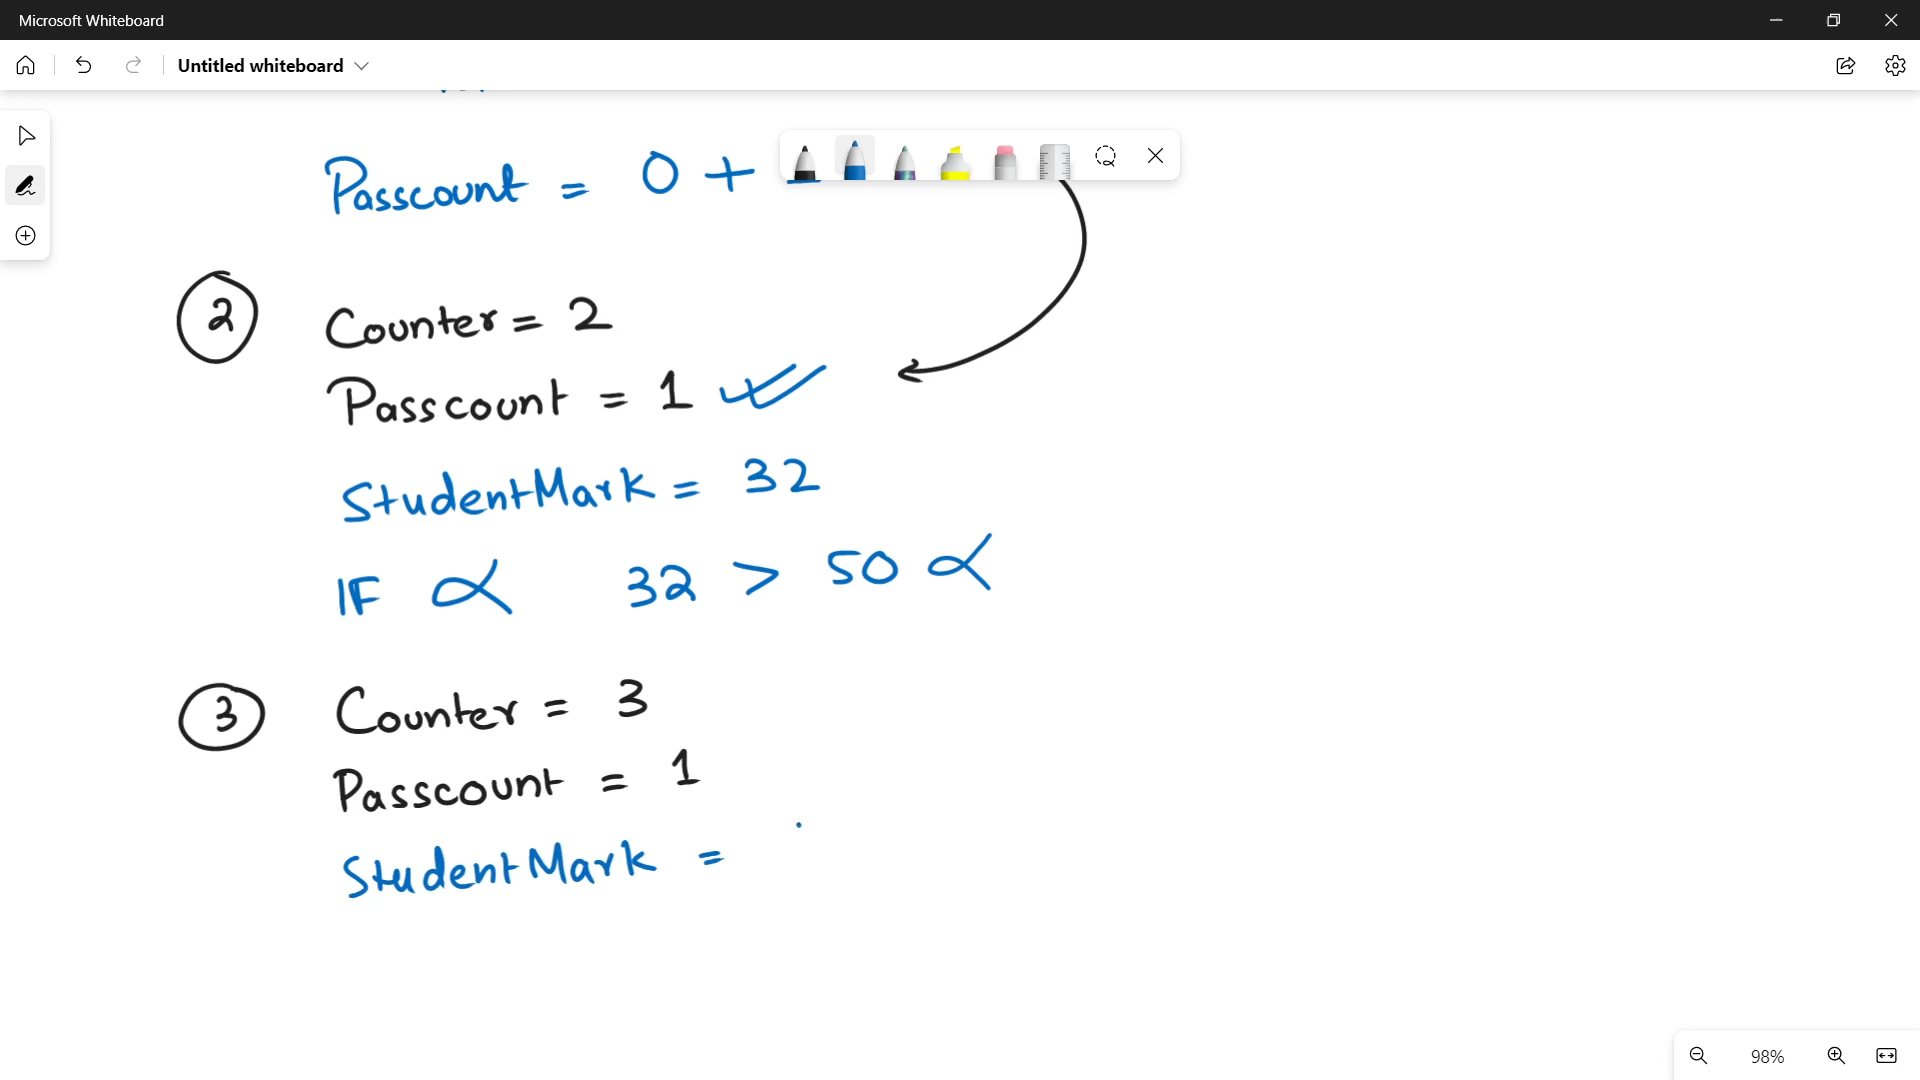 Microsoft Whiteboard
Untitled whiteboard
Passcount = 0 +
2 Counter = 2
Passcount = 1
StudentMark = 32
IF 32 > 50
3 Counter = 3
Passcount = 1
StudentMark =
98%